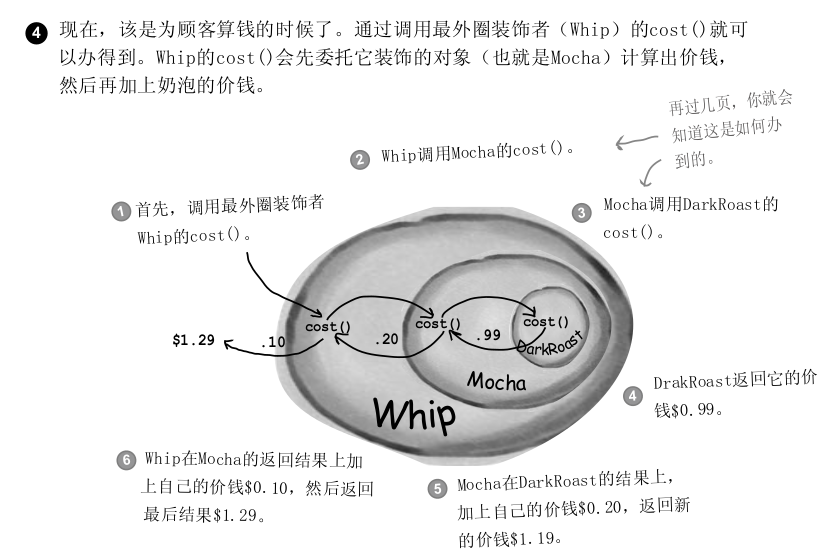 4 现在，该是为顾客算钱的时候了。通过调用最外圈装饰者（Whip）的cost()就可
以办得到。Whip的cost()会先委托它装饰的对象（也就是Mocha）计算出价钱，
然后再加上奶泡的价钱。
再过几页，你就会
知道这是如何办
到的。
2 Whip调用Mocha的cost()。
1 首先，调用最外圈装饰者
Whip的cost()。
3 Mocha调用DarkRoast的
cost()。
cost()
cost()
cost()
$1.29
.10
.20
.99
DarkRoast
Mocha
Whip
4 DrakRoast返回它的价
钱$0.99。
6 Whip在Mocha的返回结果上加
上自己的价钱$0.10，然后返回
最后结果$1.29。
5 Mocha在DarkRoast的结果上，
加上自己的价钱$0.20，返回新
的价钱$1.19。